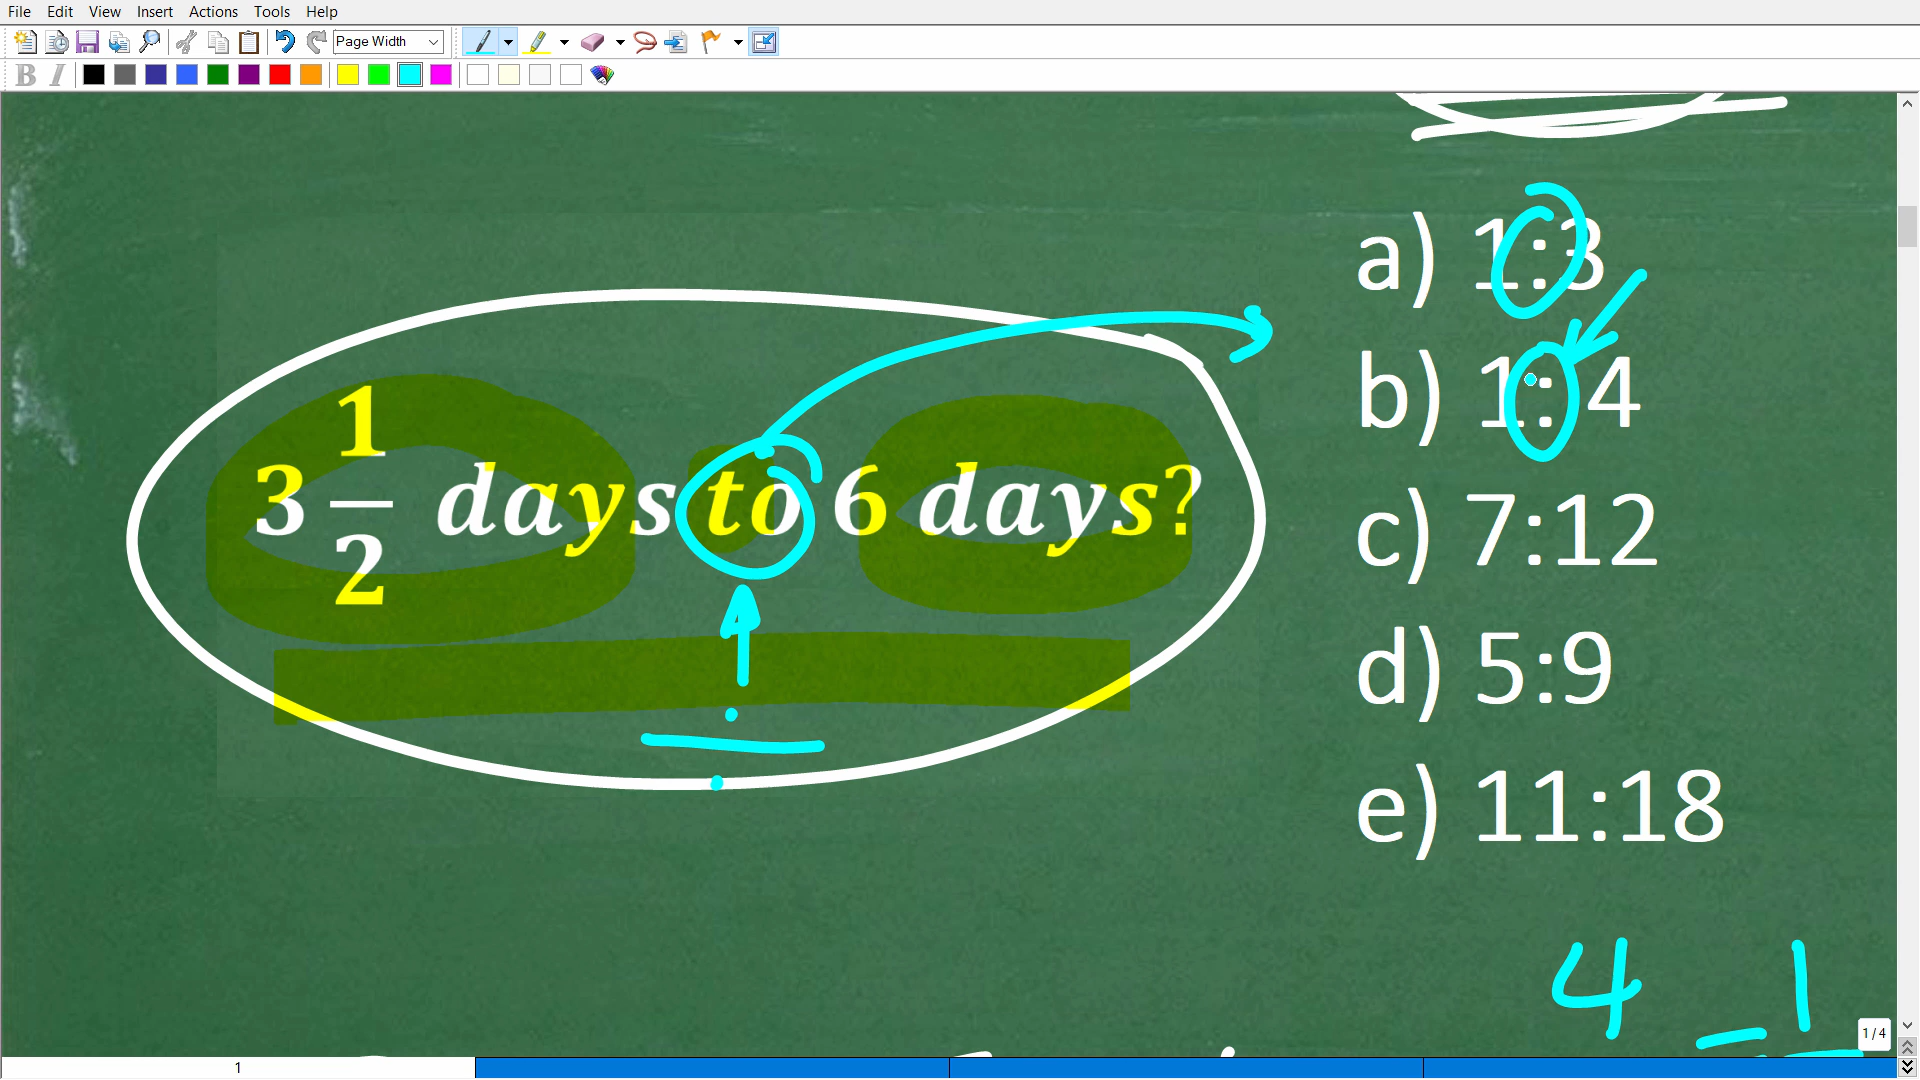 File Edit View Insert Actions Tools Help
Page Width
B I
3 1/2 days to 6 days?
a) 1:3
b) 1: 4
c) 7:12
d) 5:9
e) 11:18
4 1
1 / 4
1